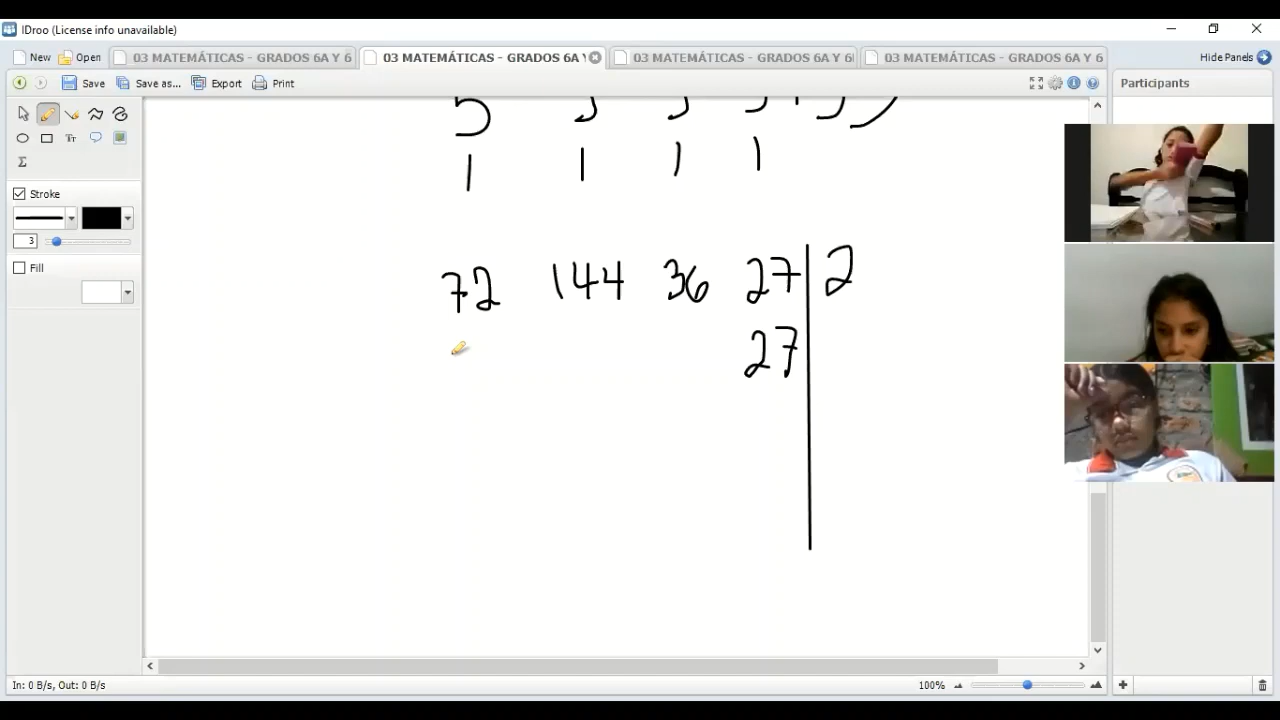 IDroo (License info unavailable)
New Open 03 MATEMÁTICAS - GRADOS 6A Y 6 03 MATEMÁTICAS - GRADOS 6A Y 03 MATEMÁTICAS - GRADOS 6A Y 6 03 MATEMÁTICAS - GRADOS 6A Y 6 Hide Panels
Save Save as... Export Print Participants
Tт
Σ
Stroke
3
Fill
1 1 1 1
72 144 36 27 2
27
In: 0 B/s, Out: 0 B/s 100%